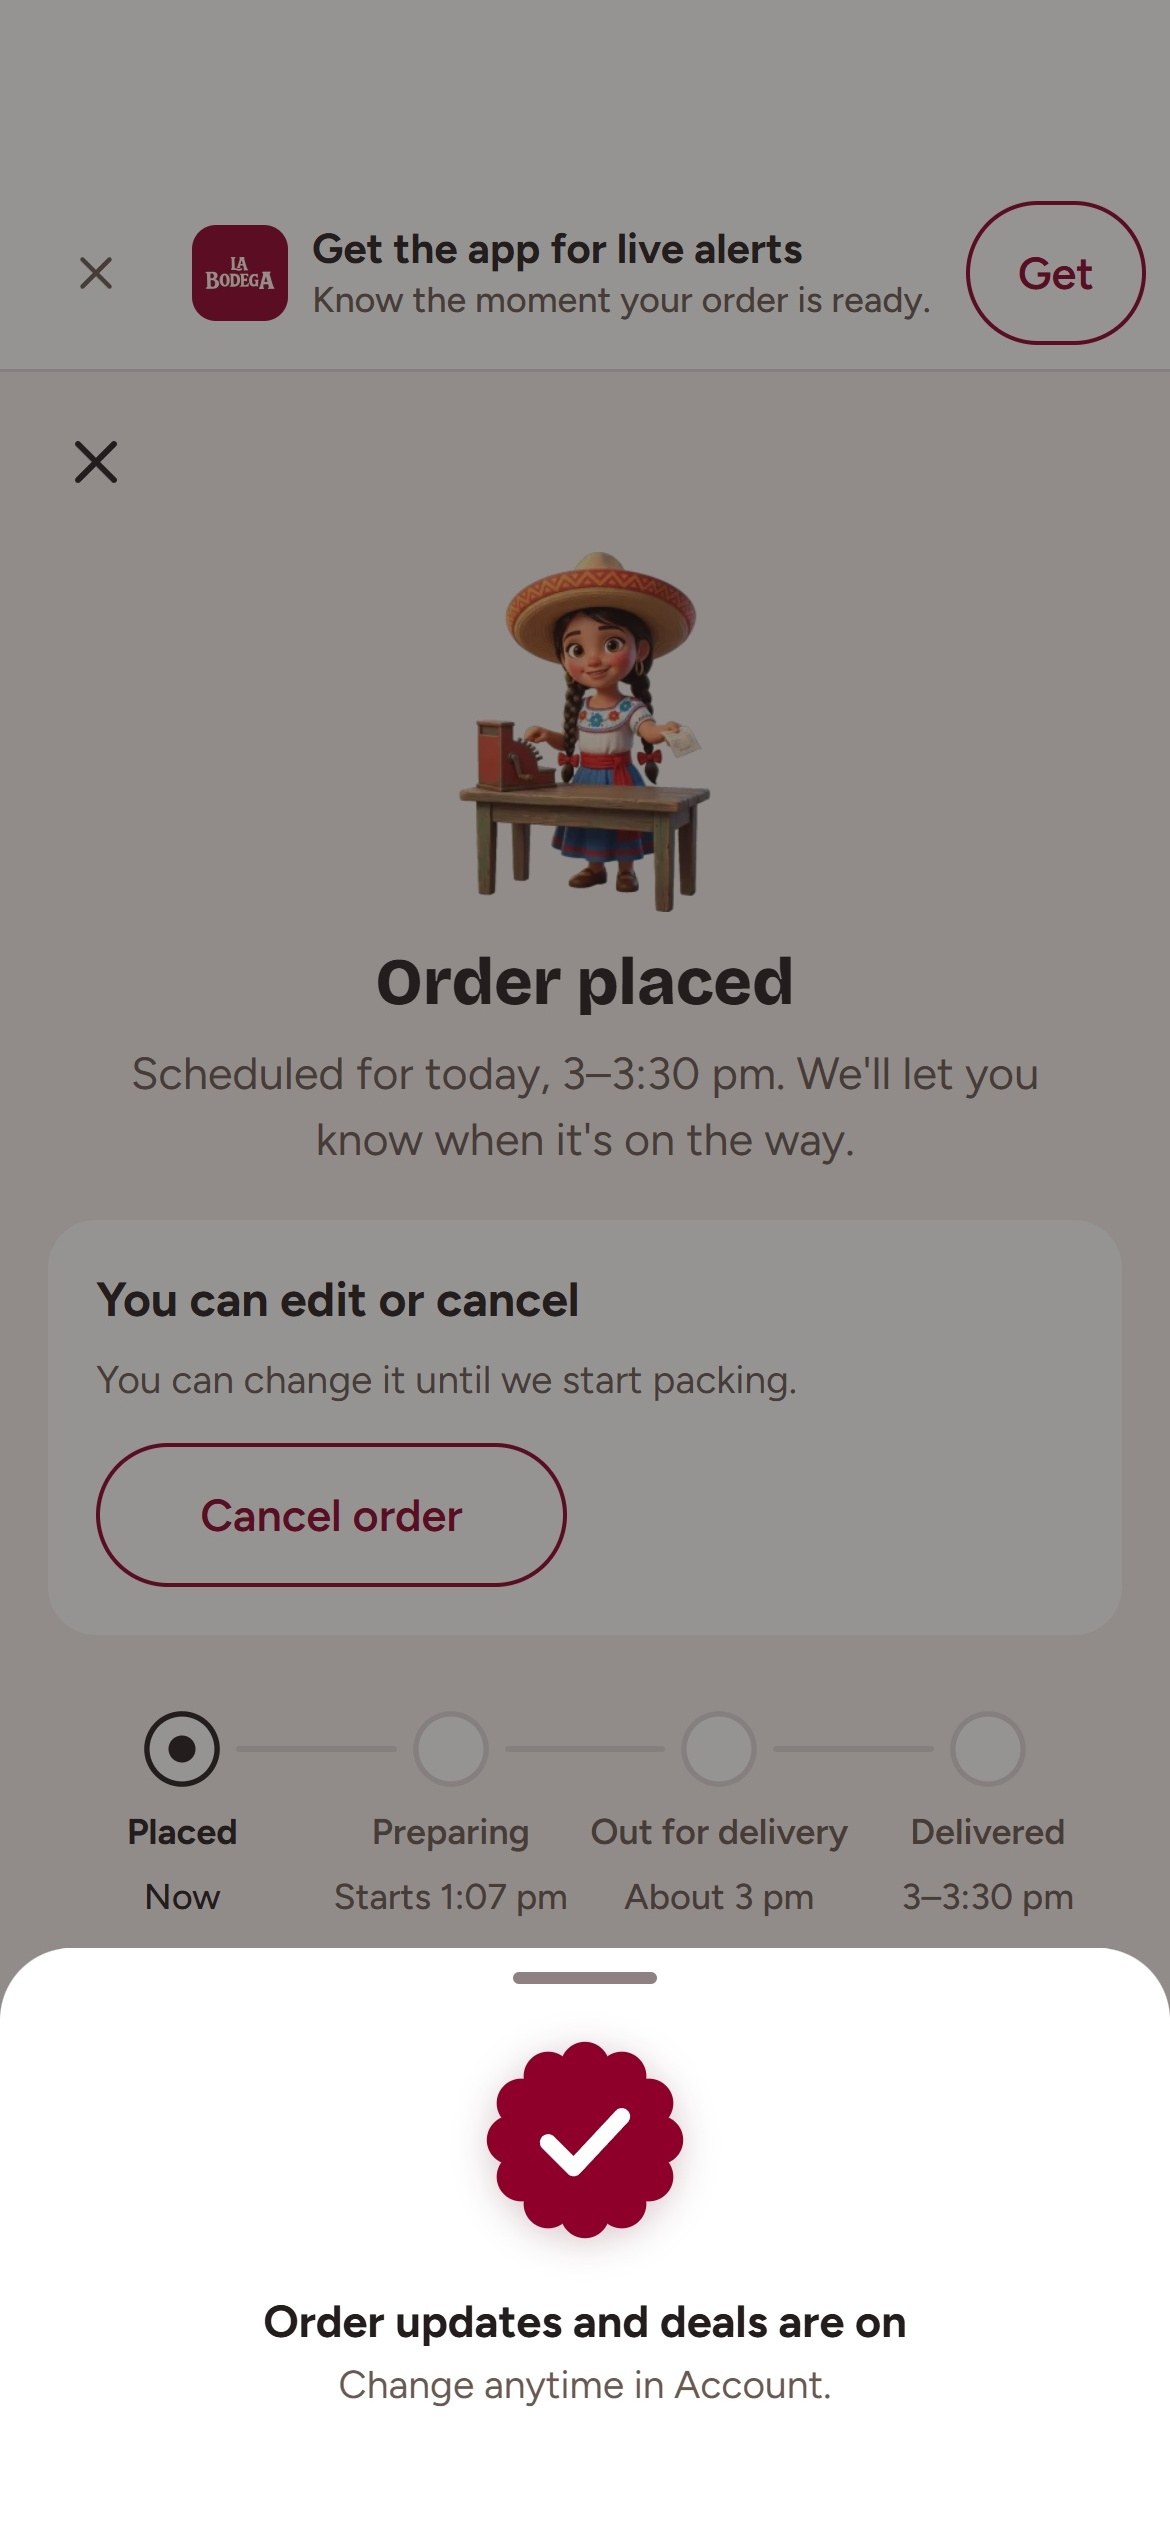 LA
BODEGA
Get the app for live alerts
Know the moment your order is ready.
Get
Order placed
Scheduled for today, 3–3:30 pm. We'll let you
know when it's on the way.
You can edit or cancel
You can change it until we start packing.
Cancel order
Placed
Preparing
Out for delivery
Delivered
Now
Starts 1:07 pm
About 3 pm
3–3:30 pm
Order updates and deals are on
Change anytime in Account.